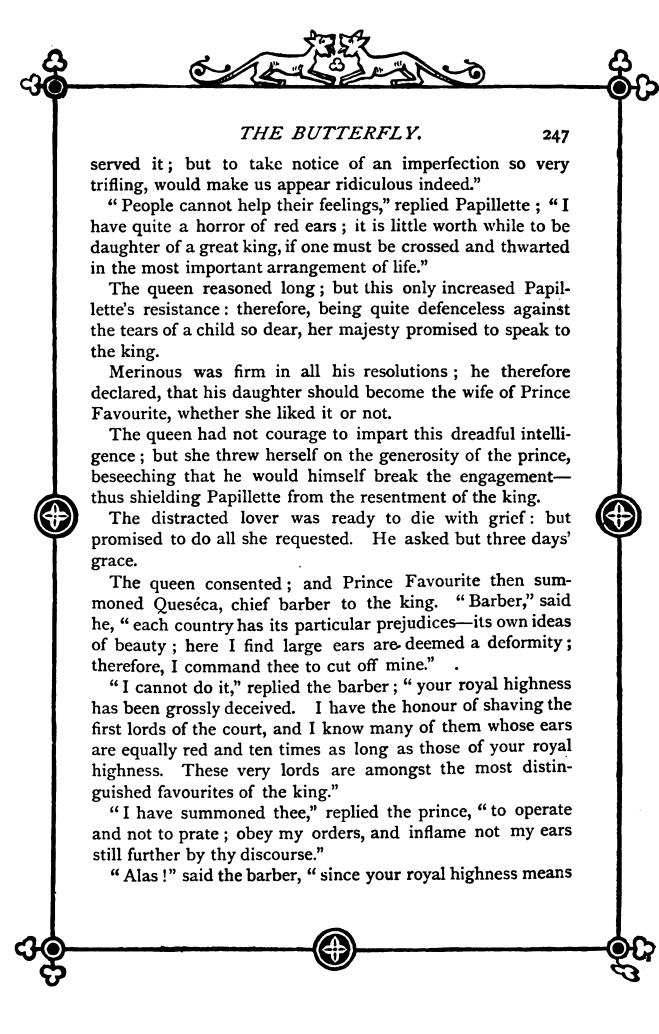 THE BUTTERFLY. 247
served it; but to take notice of an imperfection so very
trifling, would make us appear ridiculous indeed."
"People cannot help their feelings," replied Papillette; "I
have quite a horror of red ears; it is little worth while to be
daughter of a great king, if one must be crossed and thwarted
in the most important arrangement of life."
The queen reasoned long; but this only increased Papil-
lette's resistance: therefore, being quite defenceless against
the tears of a child so dear, her majesty promised to speak to
the king.
Merinous was firm in all his resolutions; he therefore
declared, that his daughter should become the wife of Prince
Favourite, whether she liked it or not.
The queen had not courage to impart this dreadful intelli-
gence; but she threw herself on the generosity of the prince,
beseeching that he would himself break the engagement—
thus shielding Papillette from the resentment of the king.
The distracted lover was ready to die with grief: but
promised to do all she requested. He asked but three days'
grace.
The queen consented; and Prince Favourite then sum-
moned Queséca, chief barber to the king. "Barber," said
he, "each country has its particular prejudices—its own ideas
of beauty; here I find large ears are deemed a deformity;
therefore, I command thee to cut off mine."
"I cannot do it," replied the barber; "your royal highness
has been grossly deceived. I have the honour of shaving the
first lords of the court, and I know many of them whose ears
are equally red and ten times as long as those of your royal
highness. These very lords are amongst the most distin-
guished favourites of the king."
"I have summoned thee," replied the prince, "to operate
and not to prate; obey my orders, and inflame not my ears
still further by thy discourse."
"Alas!" said the barber, "since your royal highness means